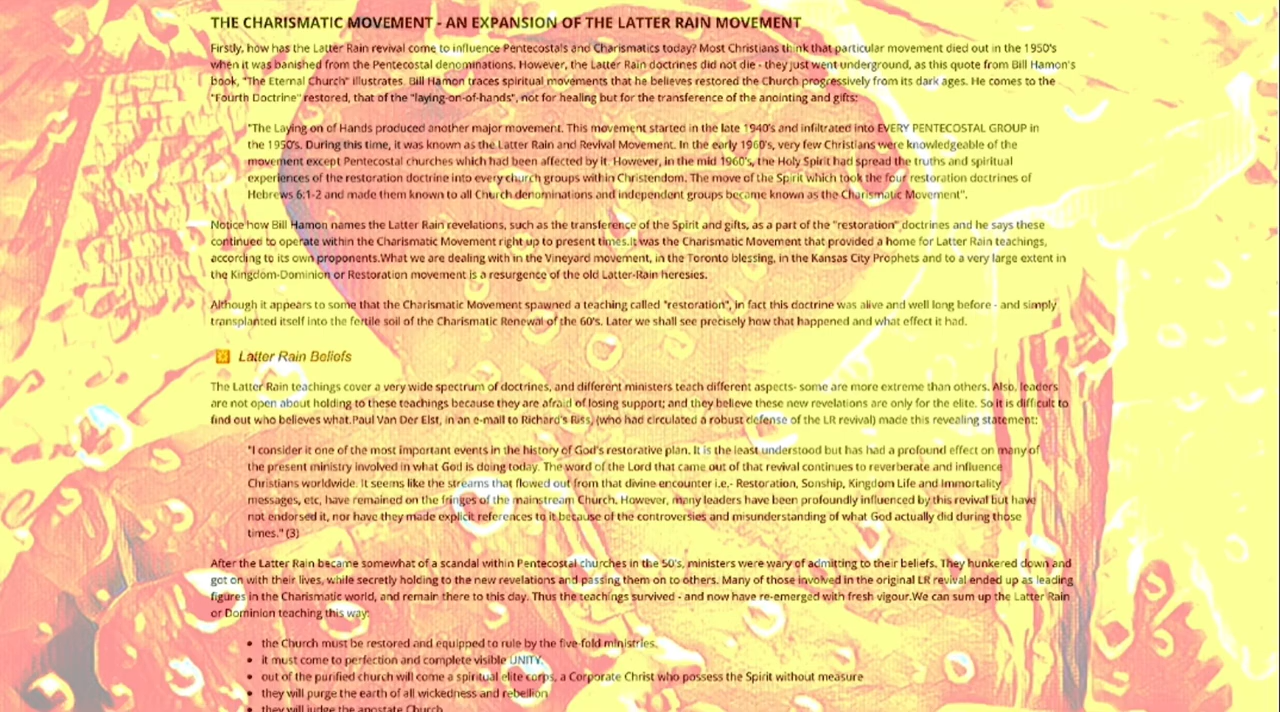 THE CHARISMATIC MOVEMENT - AN EXPANSION OF THE LATTER RAIN MOVEMENT
Firstly, how has the Latter Rain revival come to influence Pentecostals and Charismatics today? Most Christians think that particular movement died out in the 1950's
when it was banished from the Pentecostal denominations. However, the Latter Rain doctrines did not die - they just went underground, as this quote from Bill Hamon's
book, "The Eternal Church" illustrates. Bill Hamon traces spiritual movements that he believes restored the Church progressively from its dark ages. He comes to the
"Fourth Doctrine" restored, that of the "laying-on-of-hands", not for healing but for the transference of the anointing and gifts:
"The Laying on of Hands produced another major movement. This movement started in the late 1940's and infiltrated into EVERY PENTECOSTAL GROUP in
the 1950's. During this time, it was known as the Latter Rain and Revival Movement. In the early 1960's, very few Christians were knowledgeable of the
movement except Pentecostal churches which had been affected by it. However, in the mid 1960's, the Holy Spirit had spread the truths and spiritual
experiences of the restoration doctrine into every church groups within Christendom. The move of the Spirit which took the four restoration doctrines of
Hebrews 6:1-2 and made them known to all Church denominations and independent groups became known as the Charismatic Movement".
Notice how Bill Hamon names the Latter Rain revelations, such as the transference of the Spirit and gifts, as a part of the "restoration" doctrines and he says these
continued to operate within the Charismatic Movement right up to present times.It was the Charismatic Movement that provided a home for Latter Rain teachings,
according to its own proponents.What we are dealing with in the Vineyard movement, in the Toronto blessing, in the Kansas City Prophets and to a very large extent in
the Kingdom-Dominion or Restoration movement is a resurgence of the old Latter-Rain heresies.
Although it appears to some that the Charismatic Movement spawned a teaching called "restoration", in fact this doctrine was alive and well long before - and simply
transplanted itself into the fertile soil of the Charismatic Renewal of the 60's. Later we shall see precisely how that happened and what effect it had.
Latter Rain Beliefs
The Latter Rain teachings cover a very wide spectrum of doctrines, and different ministers teach different aspects- some are more extreme than others. Also, leaders
are not open about holding to these teachings because they are afraid of losing support; and they believe these new revelations are only for the elite. So it is difficult to
find out who believes what.Paul Van Der Elst, in an e-mail to Richard's Riss, (who had circulated a robust defense of the LR revival) made this revealing statement:
"I consider it one of the most important events in the history of God's restorative plan. It is the least understood but has had a profound effect on many of
the present ministry involved in what God is doing today. The word of the Lord that came out of that revival continues to reverberate and influence
Christians worldwide. It seems like the streams that flowed out from that divine encounter i.e,- Restoration, Sonship, Kingdom Life and Immortality
messages, etc, have remained on the fringes of the mainstream Church. However, many leaders have been profoundly influenced by this revival but have
not endorsed it, nor have they made explicit references to it because of the controversies and misunderstanding of what God actually did during those
times." (3)
After the Latter Rain became somewhat of a scandal within Pentecostal churches in the 50's, ministers were wary of admitting to their beliefs. They hunkered down and
got on with their lives, while secretly holding to the new revelations and passing them on to others. Many of those involved in the original LR revival ended up as leading
figures in the Charismatic world, and remain there to this day. Thus the teachings survived - and now have re-emerged with fresh vigour.We can sum up the Latter Rain
or Dominion teaching this way:
• the Church must be restored and equipped to rule by the five-fold ministries.
• it must come to perfection and complete visible UNITY.
• out of the purified church will come a spiritual elite corps, a Corporate Christ who possess the Spirit without measure
• they will purge the earth of all wickedness and rebellion
• they will judge the apostate Church